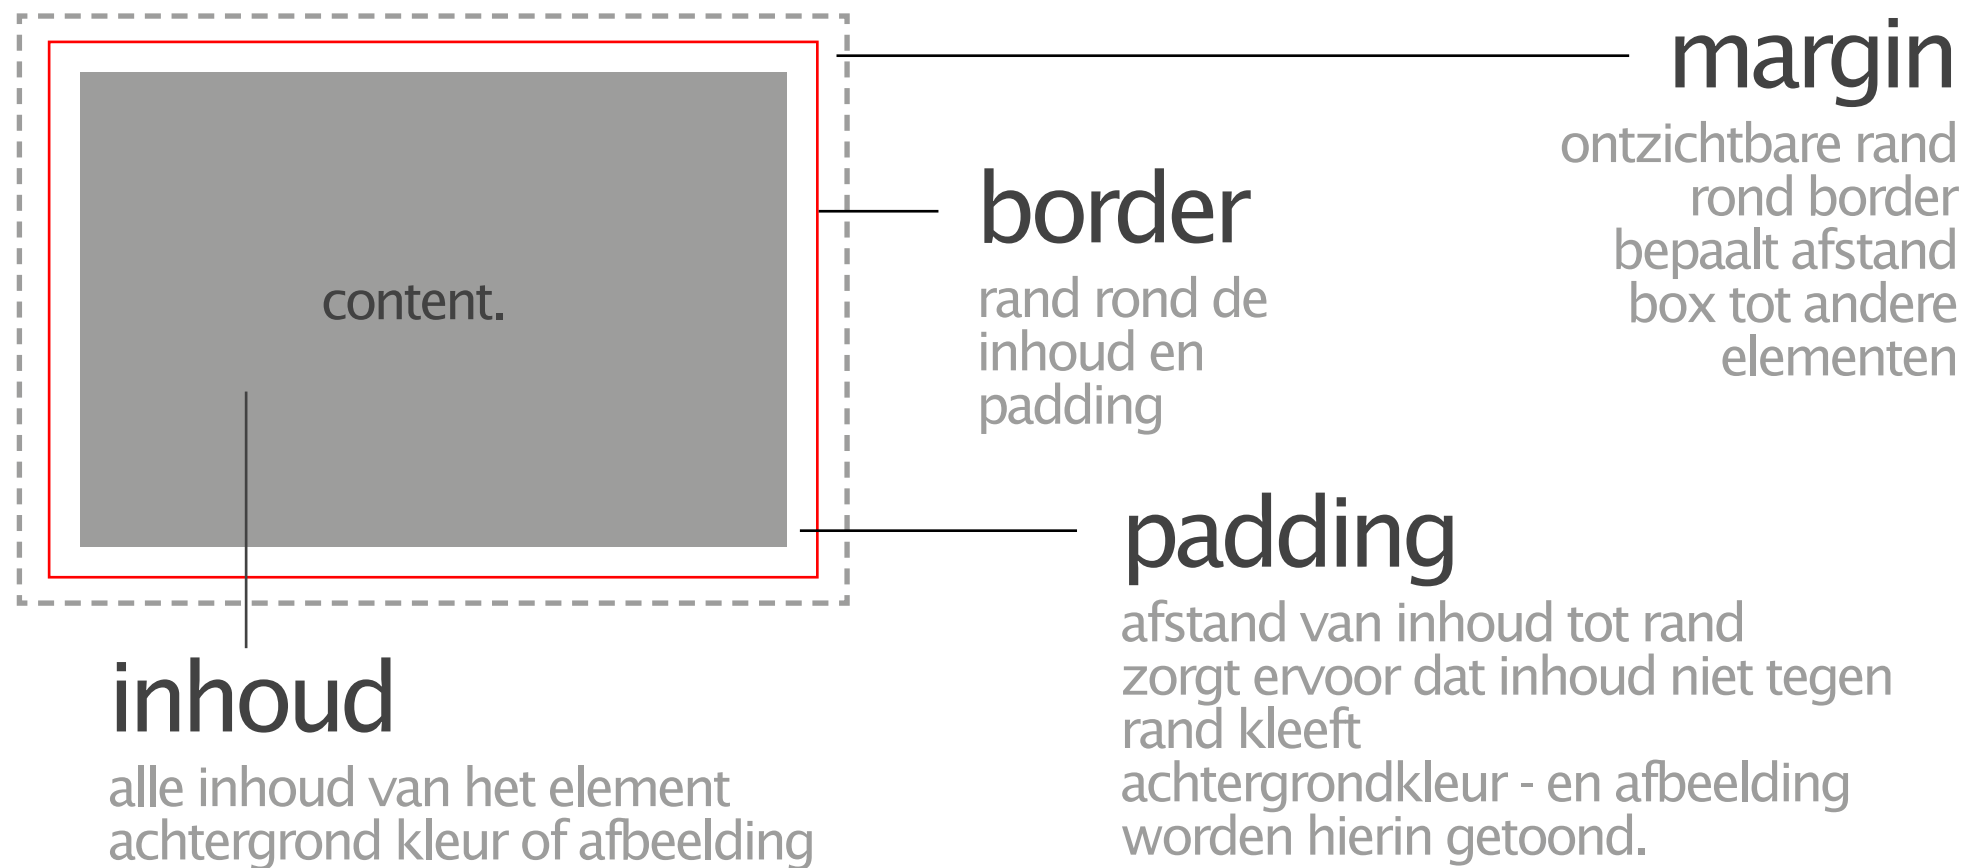 margin
ontzichtbare rand
rond border
bepaalt afstand
box tot andere
elementen
border
rand rond de
inhoud en
padding
content.
padding
afstand van inhoud tot rand
zorgt ervoor dat inhoud niet tegen
rand kleeft
achtergrondkleur - en afbeelding
worden hierin getoond.
inhoud
alle inhoud van het element
achtergrond kleur of afbeelding